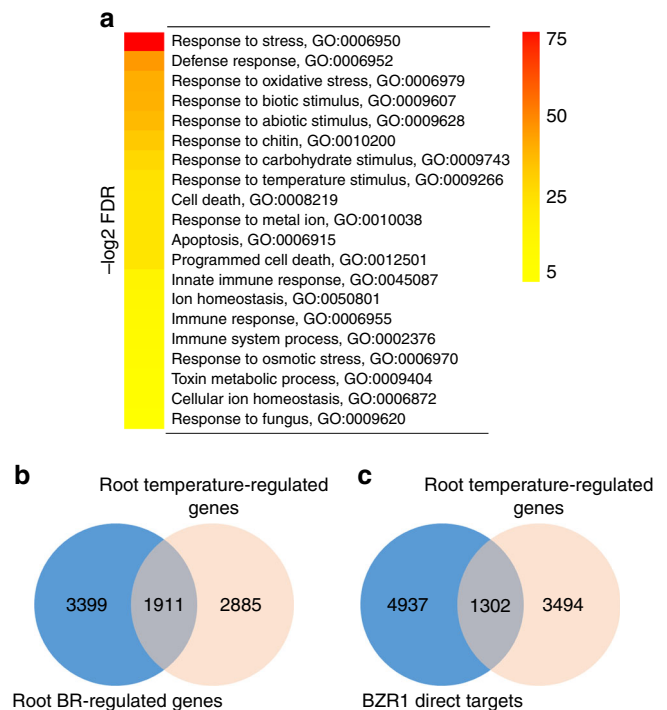 a
–log2 FDR
Response to stress, GO:0006950
Defense response, GO:0006952
Response to oxidative stress, GO:0006979
Response to biotic stimulus, GO:0009607
Response to abiotic stimulus, GO:0009628
Response to chitin, GO:0010200
Response to carbohydrate stimulus, GO:0009743
Response to temperature stimulus, GO:0009266
Cell death, GO:0008219
Response to metal ion, GO:0010038
Apoptosis, GO:0006915
Programmed cell death, GO:0012501
Innate immune response, GO:0045087
Ion homeostasis, GO:0050801
Immune response, GO:0006955
Immune system process, GO:0002376
Response to osmotic stress, GO:0006970
Toxin metabolic process, GO:0009404
Cellular ion homeostasis, GO:0006872
Response to fungus, GO:0009620
75
50
25
5
b
Root temperature-regulated
genes
3399
1911
2885
Root BR-regulated genes
c
Root temperature-regulated
genes
4937
1302
3494
BZR1 direct targets